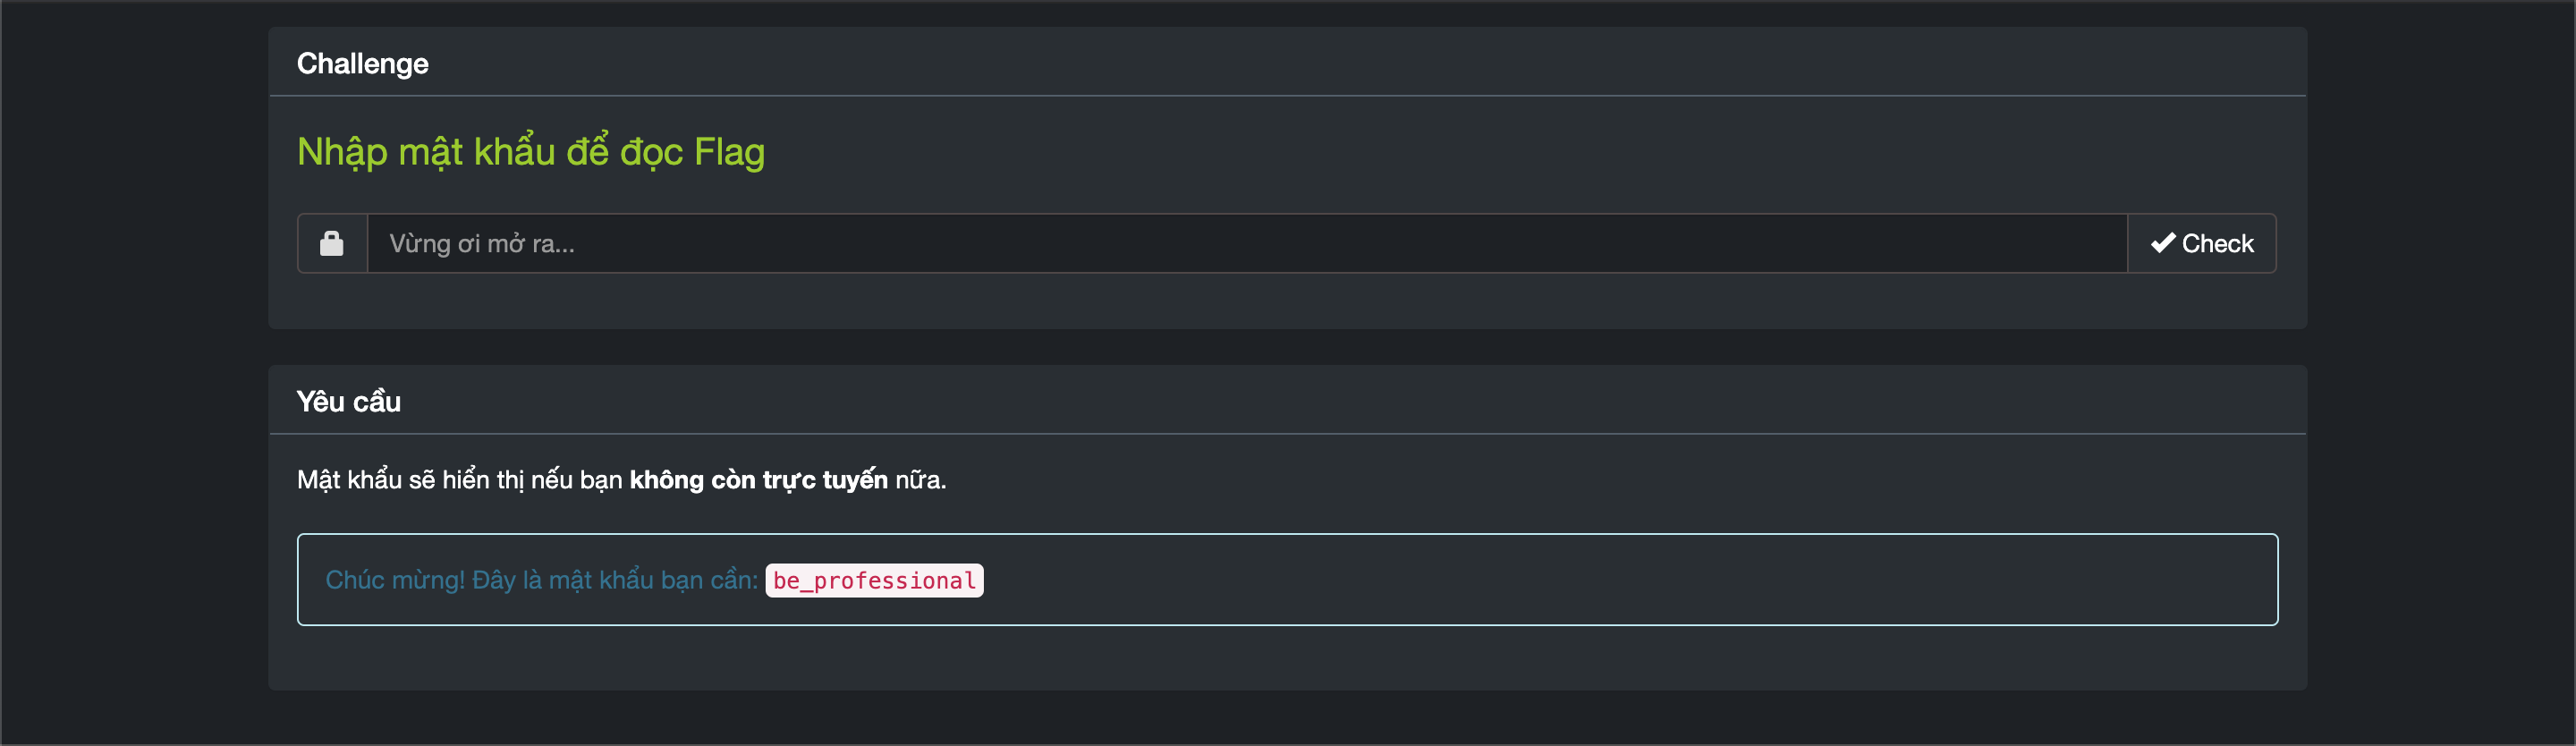 Challenge
Nhập mật khẩu để đọc Flag
Vừng ơi mở ra...
Check
Yêu cầu
Mật khẩu sẽ hiển thị nếu bạn không còn trực tuyến nữa.
Chúc mừng! Đây là mật khẩu bạn cần: be_professional